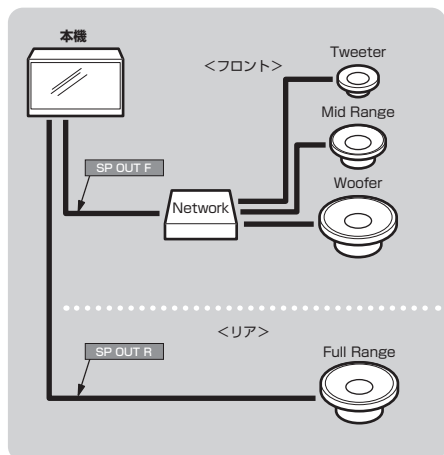 本機
<フロント>
Tweeter
Mid Range
SP OUT F
Woofer
Network
<リア>
SP OUT R
Full Range